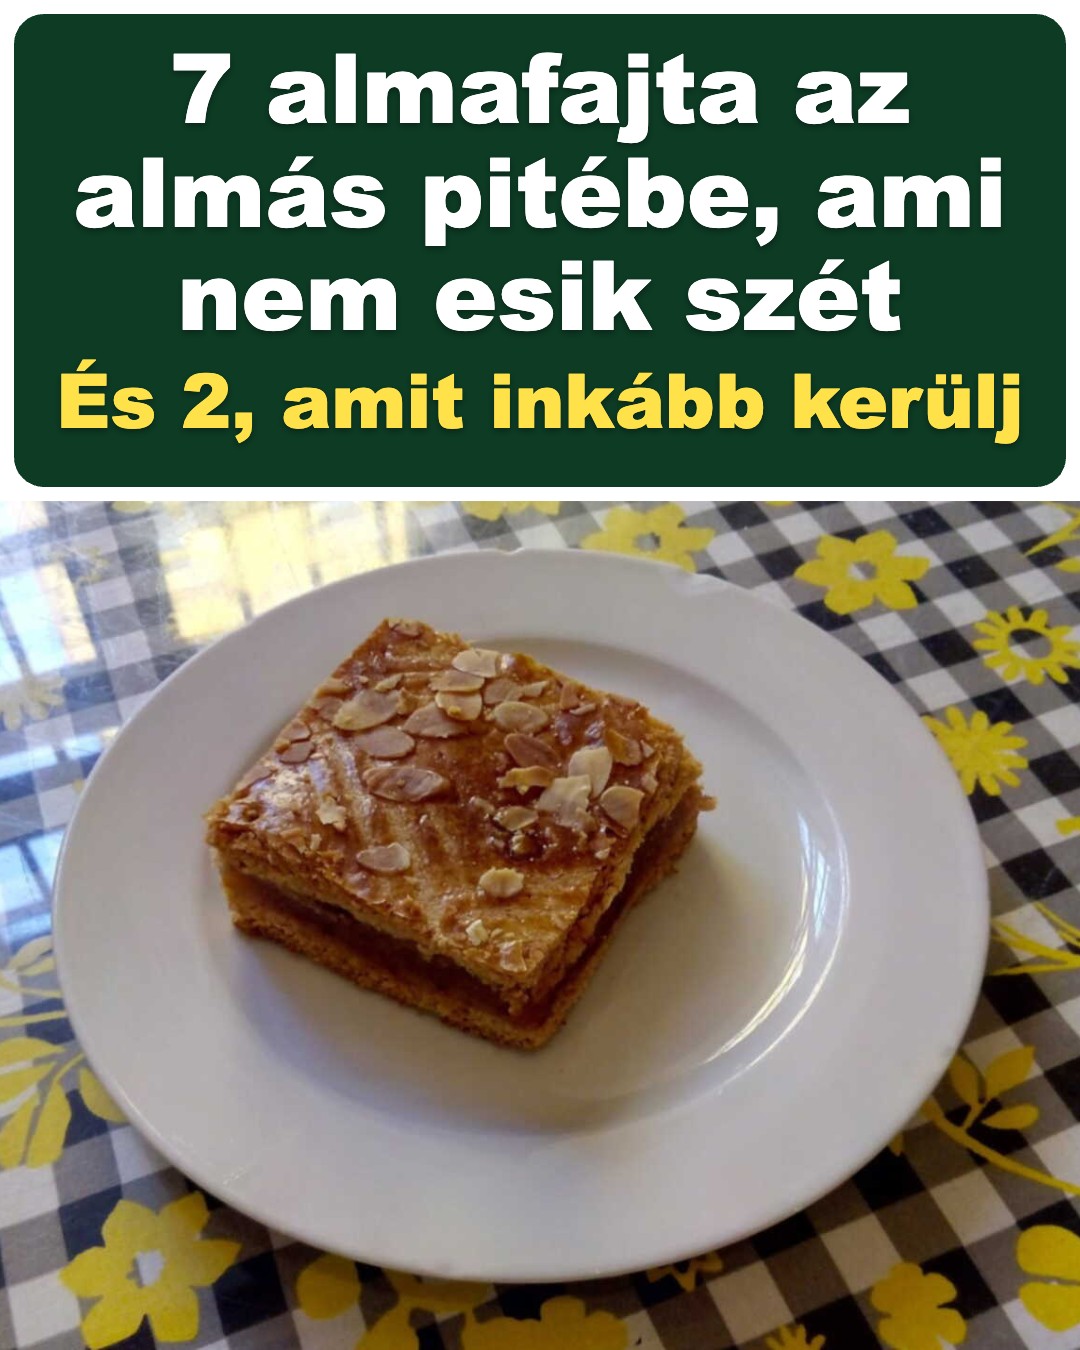 7 almafajta az
almás pitébe, ami
nem esik szét
És 2, amit inkább kerülj